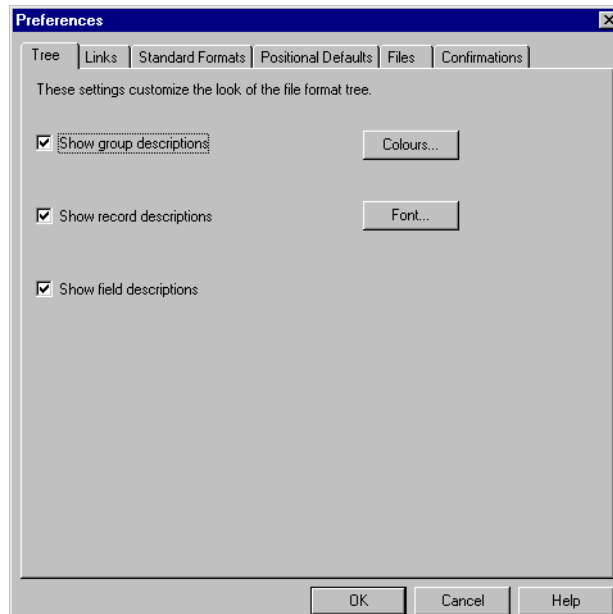 Preferences
Tree Links Standard Formats Positional Defaults Files Confirmations
These settings customize the look of the file format tree.
Show group descriptions Colours...
Show record descriptions Font...
Show field descriptions
OK Cancel Help